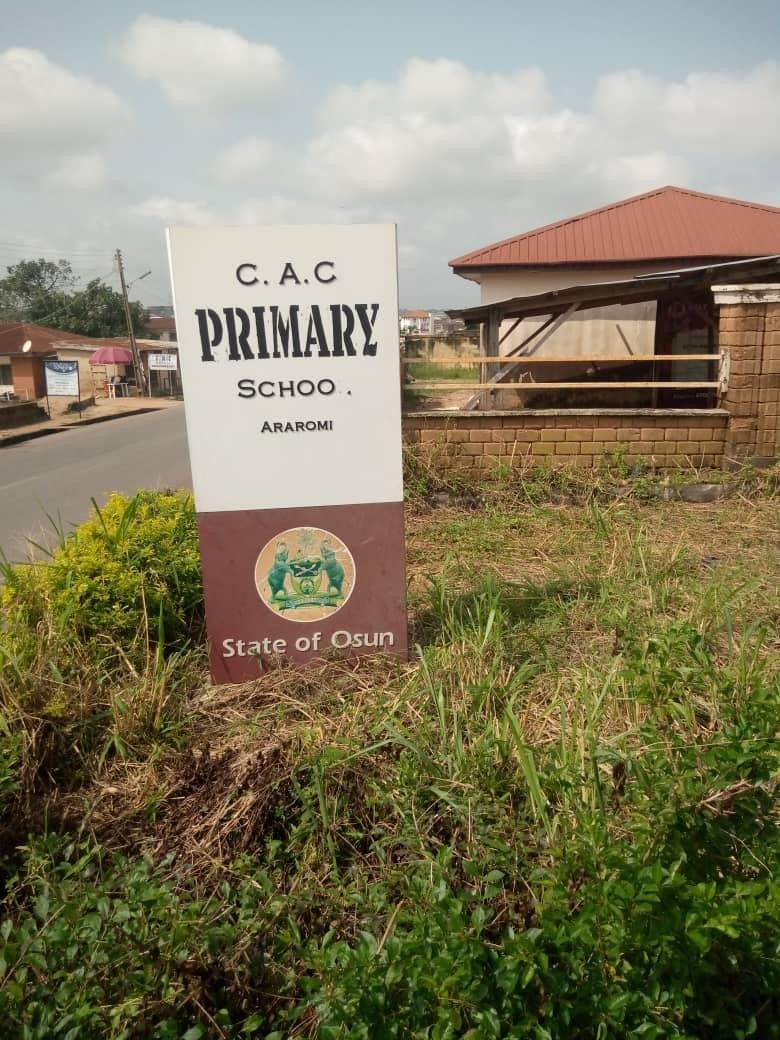 C. A. C
PRIMARY
SCHOO .
ARAROMI
State of Osun